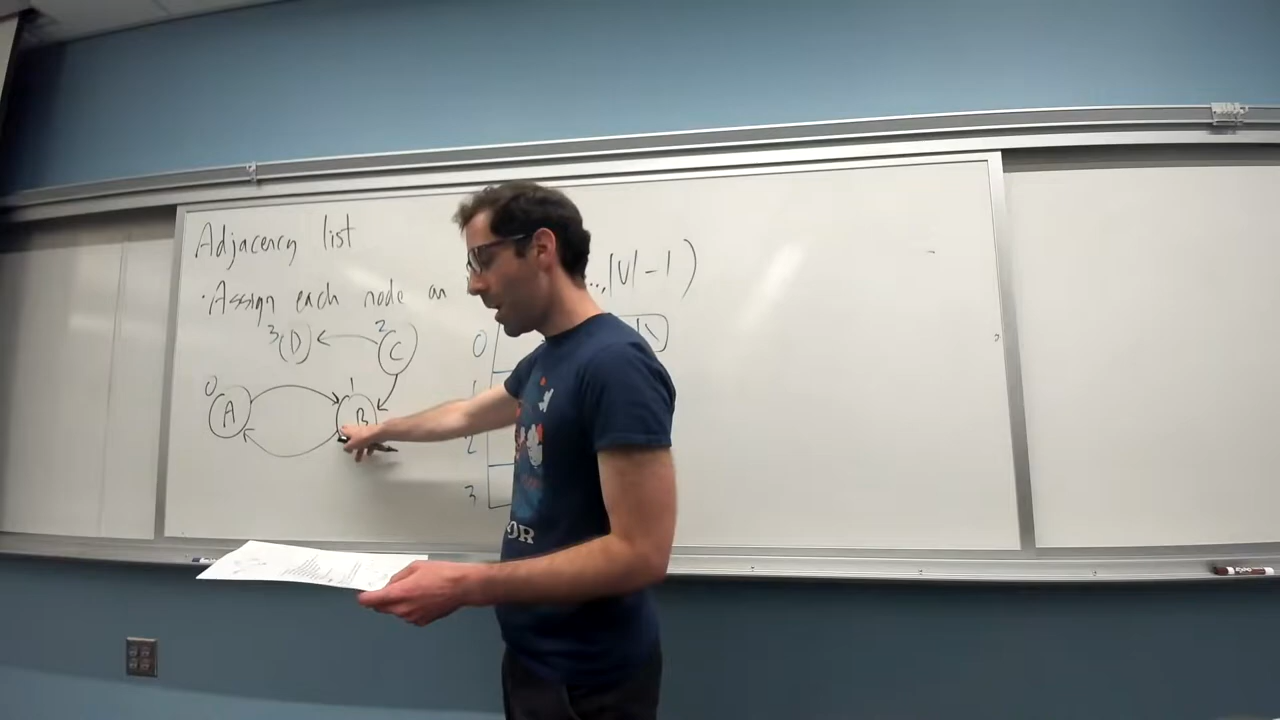 Adjacency list
· Assign each node an ..., |V| - 1)
3 D 2 C
0 A 1 B
0
1
2
3
OR